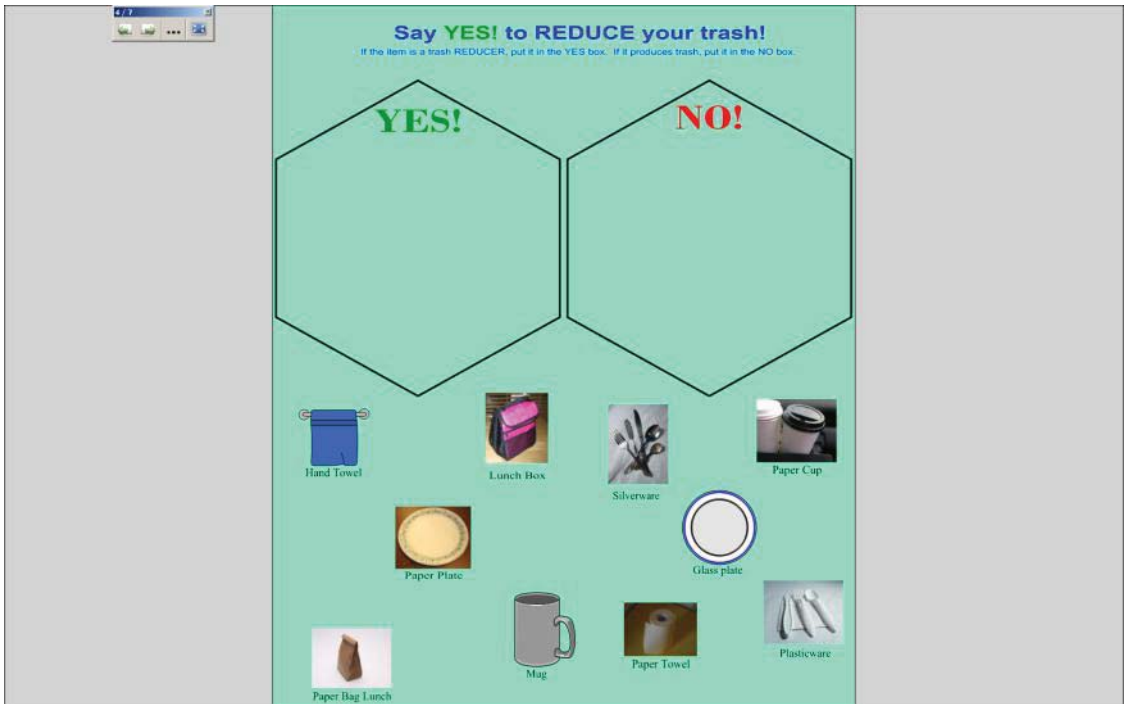 4 / 7
Say YES! to REDUCE your trash!
If the item is a trash REDUCER, put it in the YES box. If it produces trash, put it in the NO box.
YES!
NO!
Hand Towel
Lunch Box
Silverware
Paper Cup
Paper Plate
Glass plate
Paper Bag Lunch
Mug
Paper Towel
Plasticware